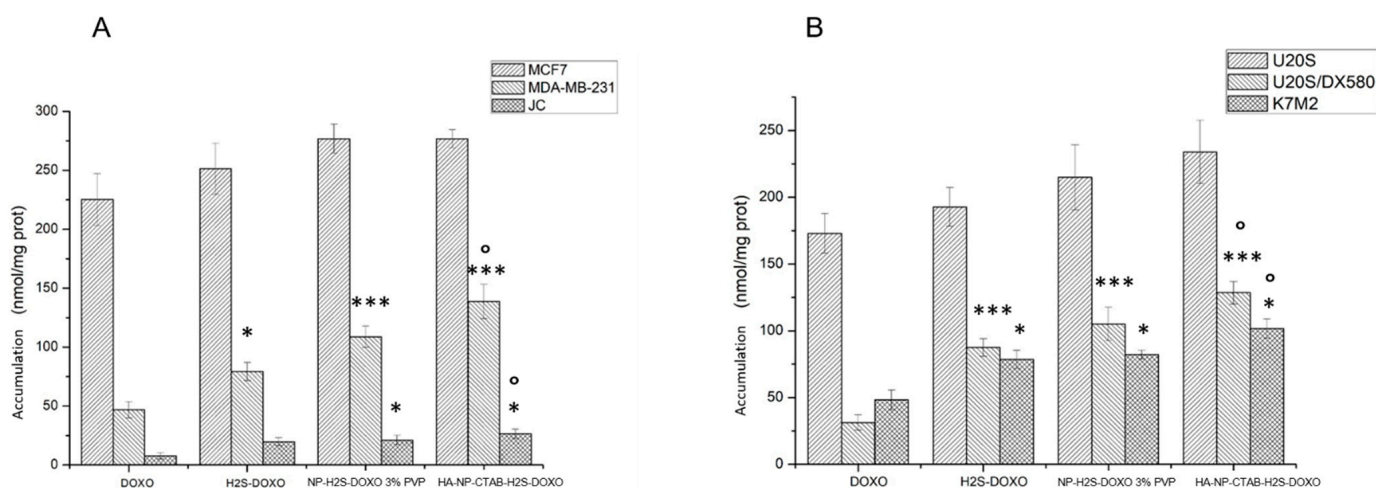 A
MCF7
MDA-MB-231
JC
300
250
200
150
100
50
0
Accumulation (nmol/mg prot)
*
***
*
°
***
°
*
DOXO
H2S-DOXO
NP-H2S-DOXO 3% PVP
HA-NP-CTAB-H2S-DOXO
B
U20S
U20S/DX580
K7M2
250
200
150
100
50
0
Accumulation (nmol/mg prot)
***
*
***
*
°
***
°
*
DOXO
H2S-DOXO
NP-H2S-DOXO 3% PVP
HA-NP-CTAB-H2S-DOXO